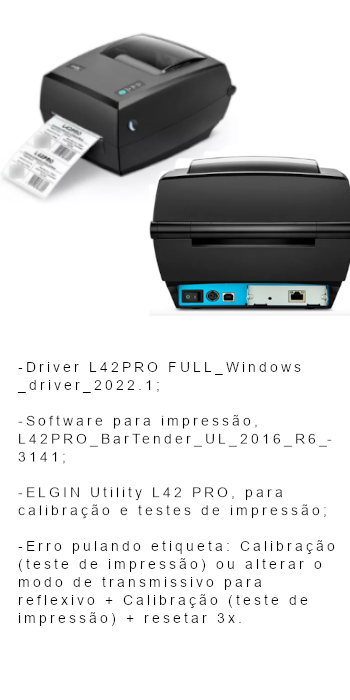 L42PRO
L42PRO
-Driver L42PRO FULL_Windows
_driver_2022.1;
-Software para impressão,
L42PRO_BarTender_UL_2016_R6_-
3141;
-ELGIN Utility L42 PRO, para
calibração e testes de impressão;
-Erro pulando etiqueta: Calibração
(teste de impressão) ou alterar o
modo de transmissivo para
reflexivo + Calibração (teste de
impressão) + resetar 3x.